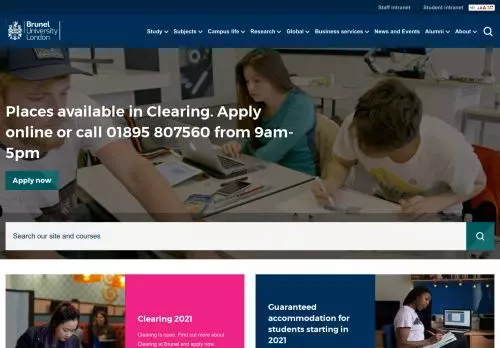 Staff intranet
Student intranet
Brunel
University
London
Study
Subjects
Campus life
Research
Global
Business services
News and Events
Alumni
About
Places available in Clearing. Apply
online or call 01895 807560 from 9am-
5pm
Apply now
Search our site and courses
Clearing 2021
Clearing is open. Find out more about
Clearing at Brunel and apply now
Guaranteed
accommodation for
students starting in
2021